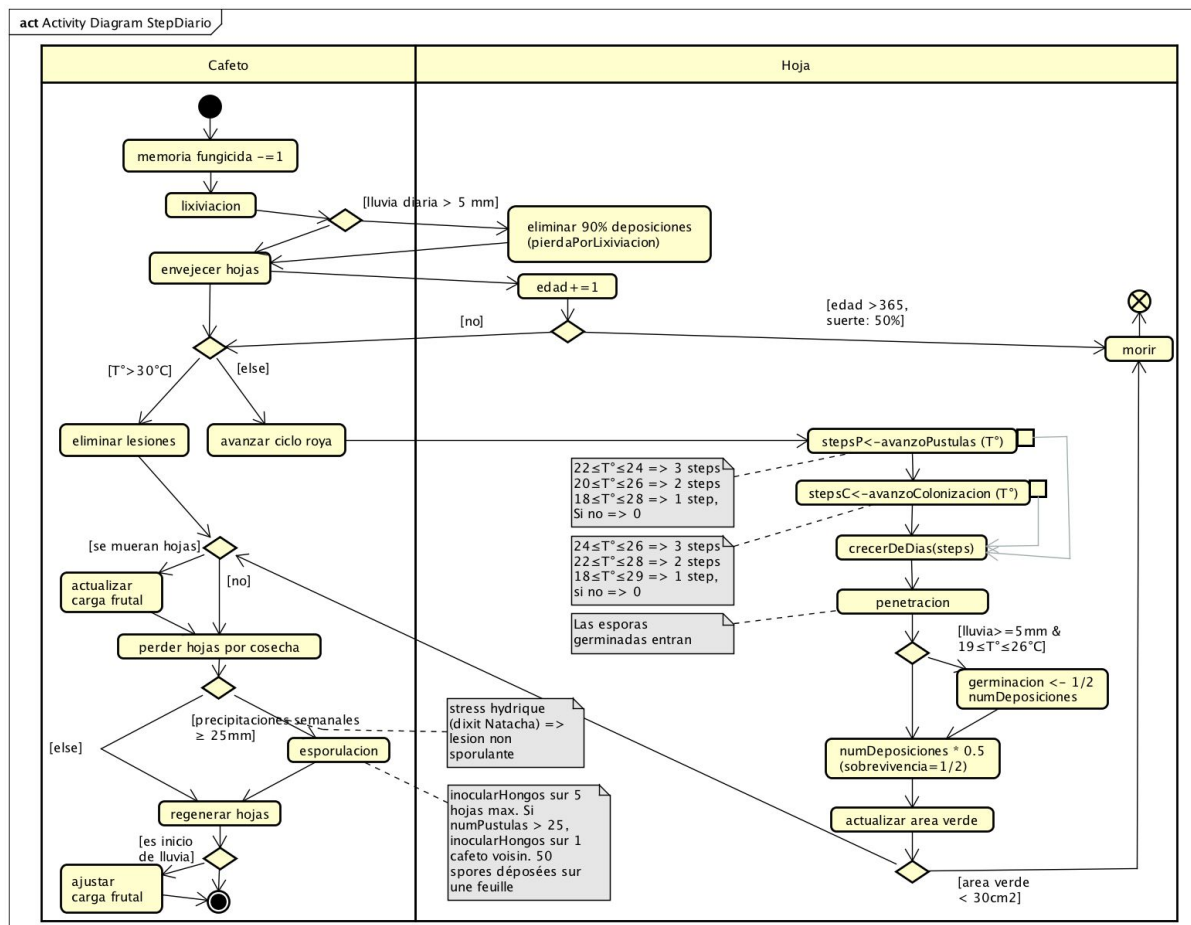 act Activity Diagram StepDiario
Cafeto
Hoja
memoria fungicida -=1
lixiviacion
[lluvia diaria > 5 mm]
eliminar 90% deposiciones
(pierdaPorLixiviacion)
envejecer hojas
edad+=1
[no]
[edad >365,
suerte: 50%]
morir
[T°>30°C]
[else]
eliminar lesiones
avanzar ciclo roya
stepsP<-avanzoPustulas (T°)
22≤T°≤24 => 3 steps
20≤T°≤26 => 2 steps
18≤T°≤28 => 1 step,
Si no => 0
stepsC<-avanzoColonizacion (T°)
24≤T°≤26 => 3 steps
22≤T°≤28 => 2 steps
18≤T°≤29 => 1 step,
si no => 0
crecerDeDias(steps)
penetracion
Las esporas
germinadas entran
[lluvia>=5mm &
19≤T°≤26°C]
germinacion <- 1/2
numDeposiciones
numDeposiciones * 0.5
(sobrevivencia=1/2)
actualizar area verde
[area verde
< 30cm2]
[se mueran hojas]
[no]
actualizar
carga frutal
perder hojas por cosecha
[precipitaciones semanales
≥ 25mm]
[else]
esporulacion
stress hydrique
(dixit Natacha) =>
lesion non
sporulante
inocularHongos sur 5
hojas max. Si
numPustulas > 25,
inocularHongos sur 1
cafeto voisin. 50
spores déposées sur
une feuille
regenerar hojas
[es inicio
de lluvia]
ajustar
carga frutal